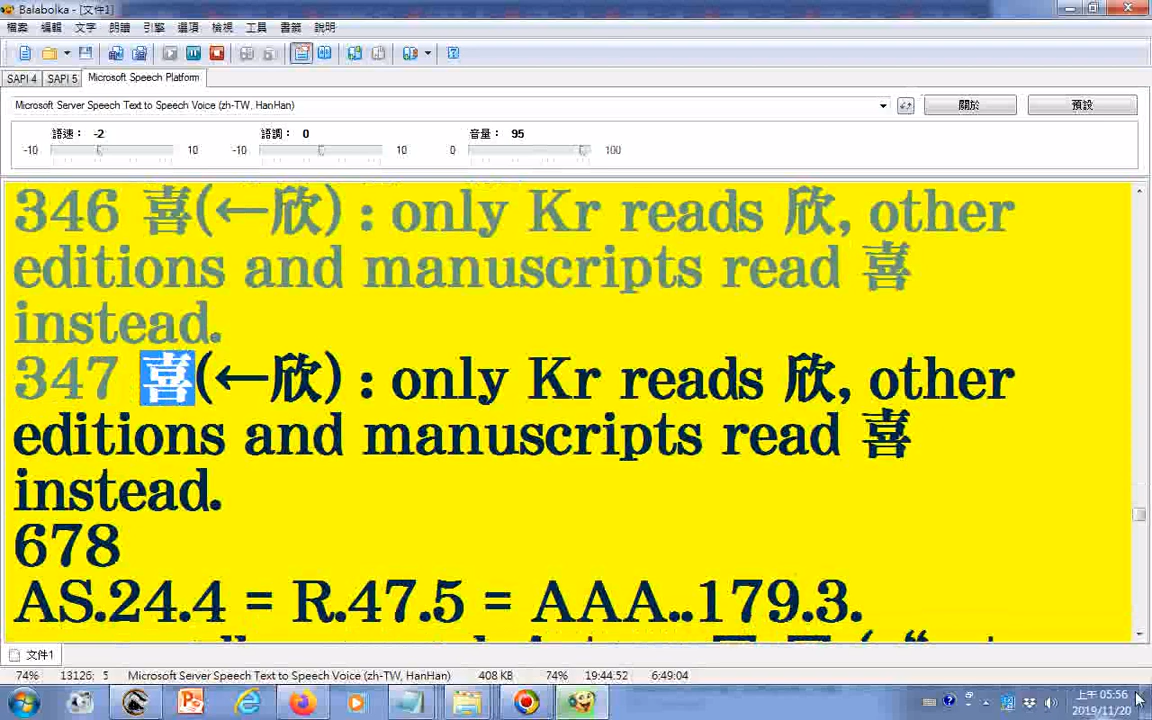 Balabolka - [文件1]
檔案 編輯 文字 朗讀 引擎 選項 檢視 工具 書籤 說明
SAPI 4 SAPI 5 Microsoft Speech Platform
Microsoft Server Speech Text to Speech Voice (zh-TW, HanHan) 關於 預設
語速： -2 語調： 0 音量： 95
-10 10 -10 10 0 100
346 喜(←欣) : only Kr reads 欣, other
editions and manuscripts read 喜
instead.
347 喜(←欣) : only Kr reads 欣, other
editions and manuscripts read 喜
instead.
678
AS.24.4 = R.47.5 = AAA..179.3.
文件1
74% 13126; 5 Microsoft Server Speech Text to Speech Voice (zh-TW, HanHan) 408 KB 74% 19:44:52 6:49:04
上午 05:56
2019/11/20